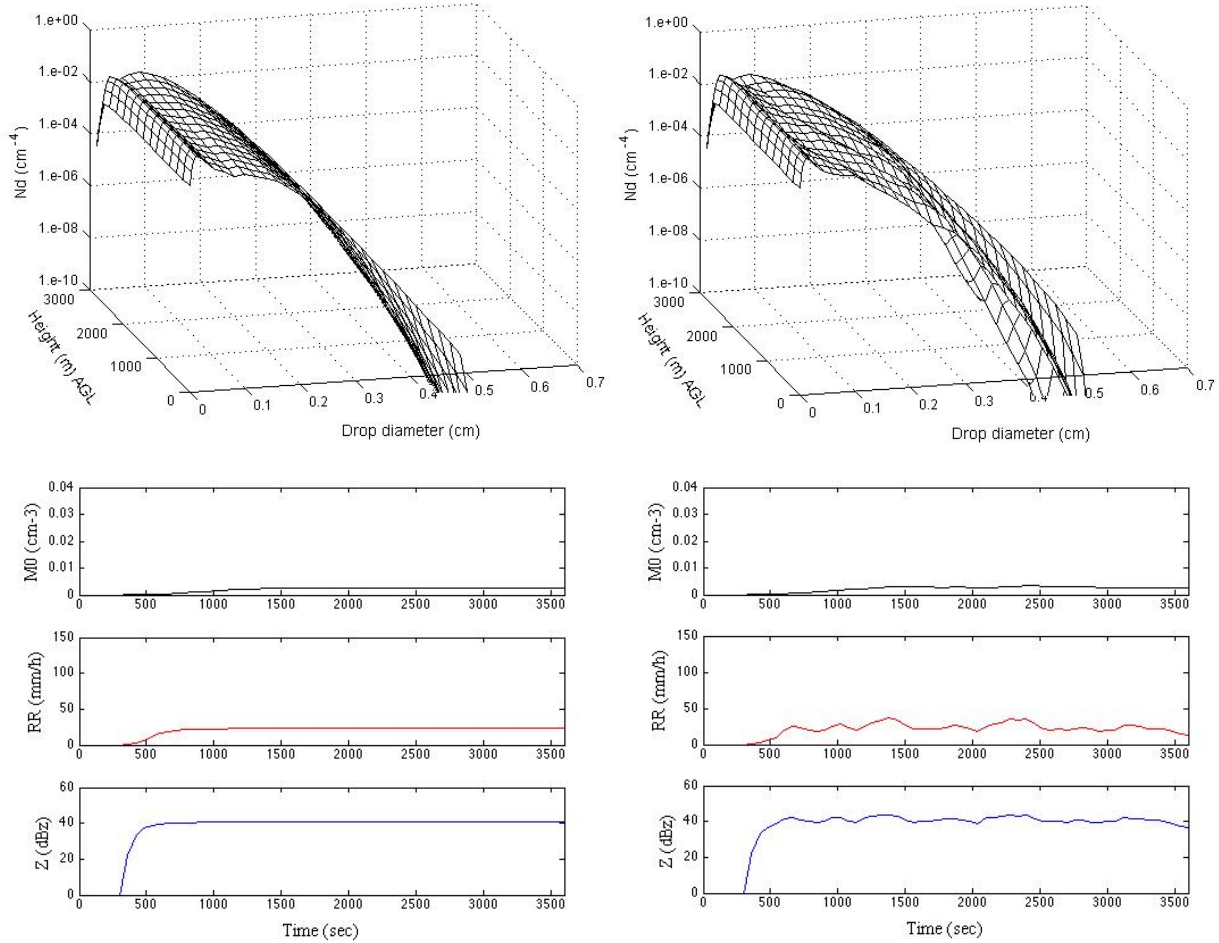 1.e+00
1.e-02
1.e-04
1.e-06
1.e-08
1.e-10
Nd (cm-4)
3000
2000
1000
0
Height (m) AGL
0 0.1 0.2 0.3 0.4 0.5 0.6 0.7
Drop diameter (cm)
1.e+00
1.e-02
1.e-04
1.e-06
1.e-08
1.e-10
Nd (cm-4)
3000
2000
1000
0
Height (m) AGL
0 0.1 0.2 0.3 0.4 0.5 0.6 0.7
Drop diameter (cm)
0.04
0.03
0.02
0.01
0
M0 (cm-3)
0 500 1000 1500 2000 2500 3000 3500
150
100
50
0
RR (mm/h)
0 500 1000 1500 2000 2500 3000 3500
60
40
20
0
Z (dBz)
0 500 1000 1500 2000 2500 3000 3500
Time (sec)
0.04
0.03
0.02
0.01
0
M0 (cm-3)
0 500 1000 1500 2000 2500 3000 3500
150
100
50
0
RR (mm/h)
0 500 1000 1500 2000 2500 3000 3500
60
40
20
0
Z (dBz)
0 500 1000 1500 2000 2500 3000 3500
Time (sec)